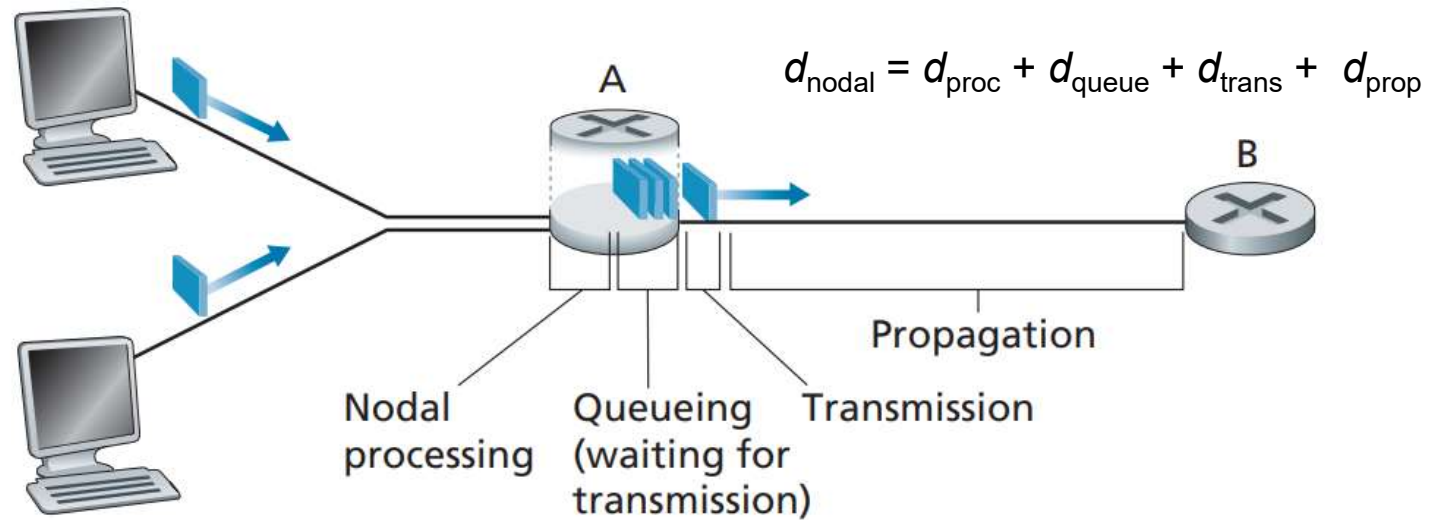 A
d_nodal = d_proc + d_queue + d_trans + d_prop
B
Propagation
Nodal
processing
Queueing
(waiting for
transmission)
Transmission